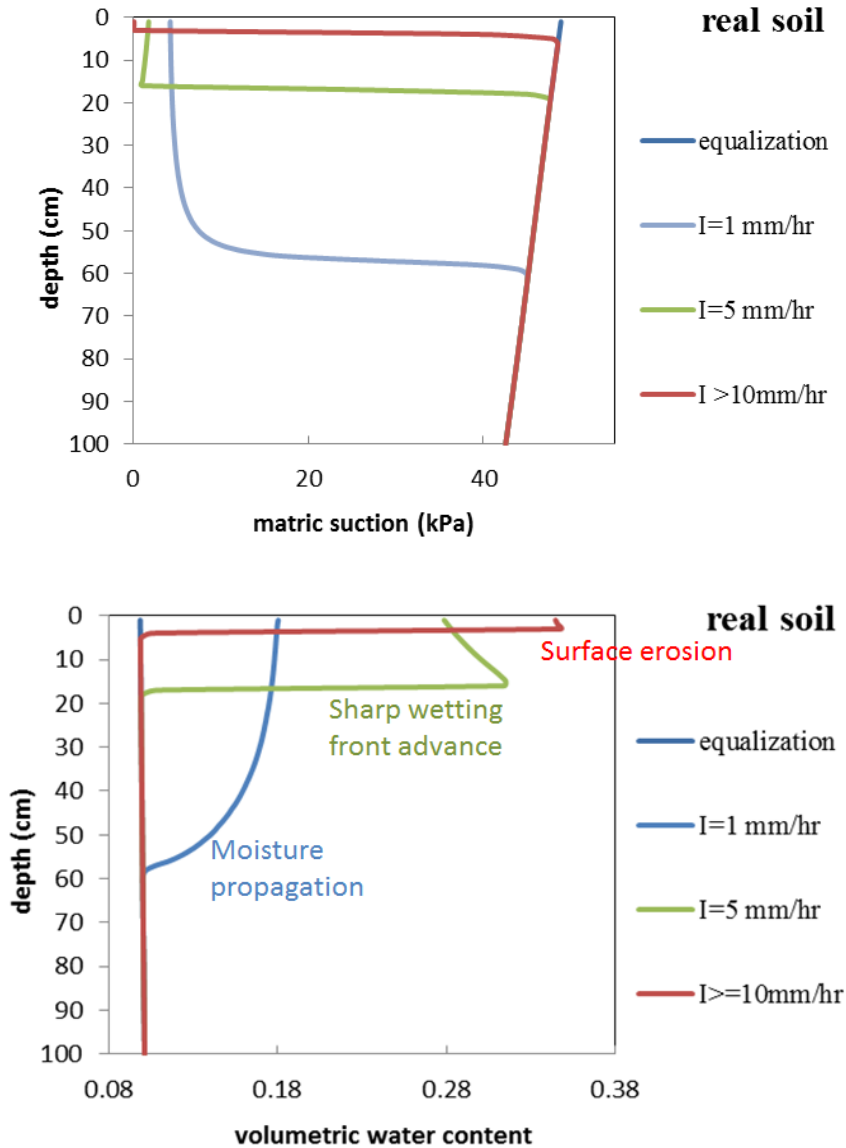 real soil
0
10
20
30
40
50
60
70
80
90
100
depth (cm)
0 20 40
matric suction (kPa)
equalization
I=1 mm/hr
I=5 mm/hr
I >10mm/hr
real soil
0
10
20
30
40
50
60
70
80
90
100
depth (cm)
0.08 0.18 0.28 0.38
volumetric water content
Surface erosion
Sharp wetting
front advance
Moisture
propagation
equalization
I=1 mm/hr
I=5 mm/hr
I>=10mm/hr